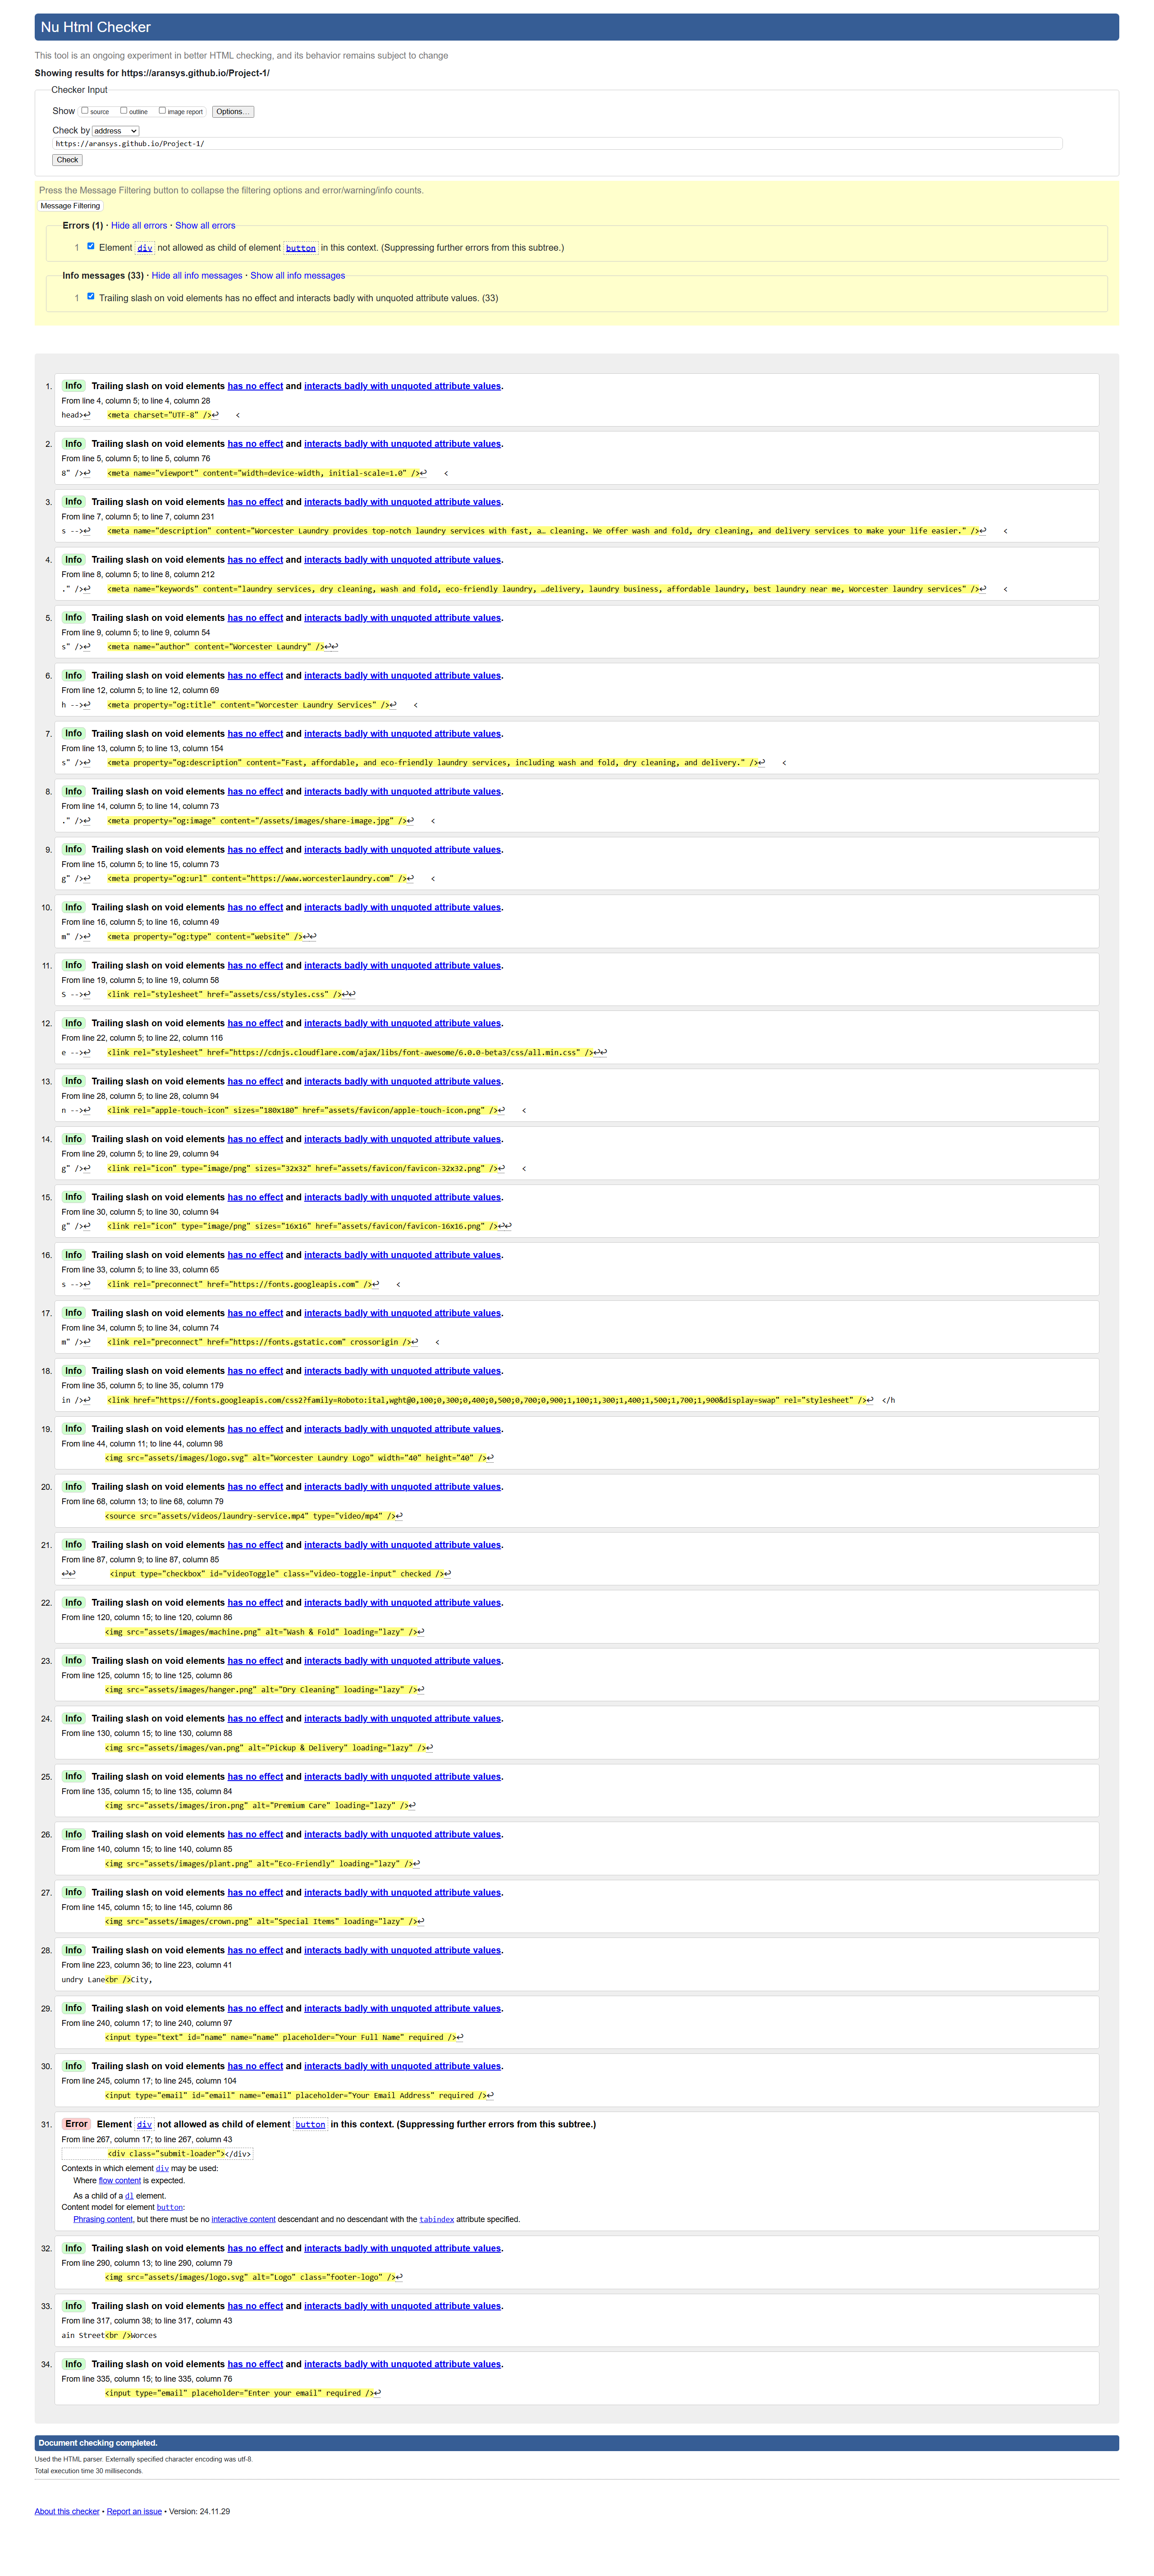 Nu Html Checker
This tool is an ongoing experiment in better HTML checking, and its behavior remains subject to change
Showing results for https://aransys.github.io/Project-1/
Checker Input
Show source outline image report Options...
Check by address
https://aransys.github.io/Project-1/
Check
Press the Message Filtering button to collapse the filtering options and error/warning/info counts.
Message Filtering
Errors (1) · Hide all errors · Show all errors
1 Element div not allowed as child of element button in this context. (Suppressing further errors from this subtree.)
Info messages (33) · Hide all info messages · Show all info messages
1 Trailing slash on void elements has no effect and interacts badly with unquoted attribute values. (33)
1. Info Trailing slash on void elements has no effect and interacts badly with unquoted attribute values.
From line 4, column 5; to line 4, column 28
head>↩ <meta charset="UTF-8" />↩ <
2. Info Trailing slash on void elements has no effect and interacts badly with unquoted attribute values.
From line 5, column 5; to line 5, column 76
8" />↩ <meta name="viewport" content="width=device-width, initial-scale=1.0" />↩ <
3. Info Trailing slash on void elements has no effect and interacts badly with unquoted attribute values.
From line 7, column 5; to line 7, column 231
s -->↩ <meta name="description" content="Worcester Laundry provides top-notch laundry services with fast, a… cleaning. We offer wash and fold, dry cleaning, and delivery services to make your life easier." />↩ <
4. Info Trailing slash on void elements has no effect and interacts badly with unquoted attribute values.
From line 8, column 5; to line 8, column 212
." />↩ <meta name="keywords" content="laundry services, dry cleaning, wash and fold, eco-friendly laundry, …delivery, laundry business, affordable laundry, best laundry near me, Worcester laundry services" />↩ <
5. Info Trailing slash on void elements has no effect and interacts badly with unquoted attribute values.
From line 9, column 5; to line 9, column 54
s" />↩ <meta name="author" content="Worcester Laundry" />↩↩
6. Info Trailing slash on void elements has no effect and interacts badly with unquoted attribute values.
From line 12, column 5; to line 12, column 69
h -->↩ <meta property="og:title" content="Worcester Laundry Services" />↩ <
7. Info Trailing slash on void elements has no effect and interacts badly with unquoted attribute values.
From line 13, column 5; to line 13, column 154
s" />↩ <meta property="og:description" content="Fast, affordable, and eco-friendly laundry services, including wash and fold, dry cleaning, and delivery." />↩ <
8. Info Trailing slash on void elements has no effect and interacts badly with unquoted attribute values.
From line 14, column 5; to line 14, column 73
." />↩ <meta property="og:image" content="/assets/images/share-image.jpg" />↩ <
9. Info Trailing slash on void elements has no effect and interacts badly with unquoted attribute values.
From line 15, column 5; to line 15, column 73
g" />↩ <meta property="og:url" content="https://www.worcesterlaundry.com" />↩ <
10. Info Trailing slash on void elements has no effect and interacts badly with unquoted attribute values.
From line 16, column 5; to line 16, column 49
m" />↩ <meta property="og:type" content="website" />↩↩
11. Info Trailing slash on void elements has no effect and interacts badly with unquoted attribute values.
From line 19, column 5; to line 19, column 58
S -->↩ <link rel="stylesheet" href="assets/css/styles.css" />↩↩
12. Info Trailing slash on void elements has no effect and interacts badly with unquoted attribute values.
From line 22, column 5; to line 22, column 116
e -->↩ <link rel="stylesheet" href="https://cdnjs.cloudflare.com/ajax/libs/font-awesome/6.0.0-beta3/css/all.min.css" />↩↩
13. Info Trailing slash on void elements has no effect and interacts badly with unquoted attribute values.
From line 28, column 5; to line 28, column 94
n -->↩ <link rel="apple-touch-icon" sizes="180x180" href="assets/favicon/apple-touch-icon.png" />↩ <
14. Info Trailing slash on void elements has no effect and interacts badly with unquoted attribute values.
From line 29, column 5; to line 29, column 94
g" />↩ <link rel="icon" type="image/png" sizes="32x32" href="assets/favicon/favicon-32x32.png" />↩ <
15. Info Trailing slash on void elements has no effect and interacts badly with unquoted attribute values.
From line 30, column 5; to line 30, column 94
g" />↩ <link rel="icon" type="image/png" sizes="16x16" href="assets/favicon/favicon-16x16.png" />↩↩
16. Info Trailing slash on void elements has no effect and interacts badly with unquoted attribute values.
From line 33, column 5; to line 33, column 65
s -->↩ <link rel="preconnect" href="https://fonts.googleapis.com" />↩ <
17. Info Trailing slash on void elements has no effect and interacts badly with unquoted attribute values.
From line 34, column 5; to line 34, column 74
m" />↩ <link rel="preconnect" href="https://fonts.gstatic.com" crossorigin />↩ <
18. Info Trailing slash on void elements has no effect and interacts badly with unquoted attribute values.
From line 35, column 5; to line 35, column 179
in />↩ <link href="https://fonts.googleapis.com/css2?family=Roboto:ital,wght@0,100;0,300;0,400;0,500;0,700;0,900;1,100;1,300;1,400;1,500;1,700;1,900&display=swap" rel="stylesheet" />↩ </h
19. Info Trailing slash on void elements has no effect and interacts badly with unquoted attribute values.
From line 44, column 11; to line 44, column 98
<img src="assets/images/logo.svg" alt="Worcester Laundry Logo" width="40" height="40" />↩
20. Info Trailing slash on void elements has no effect and interacts badly with unquoted attribute values.
From line 68, column 13; to line 68, column 79
<source src="assets/videos/laundry-service.mp4" type="video/mp4" />↩
21. Info Trailing slash on void elements has no effect and interacts badly with unquoted attribute values.
From line 87, column 9; to line 87, column 85
↩↩ <input type="checkbox" id="videoToggle" class="video-toggle-input" checked />↩
22. Info Trailing slash on void elements has no effect and interacts badly with unquoted attribute values.
From line 120, column 15; to line 120, column 86
<img src="assets/images/machine.png" alt="Wash & Fold" loading="lazy" />↩
23. Info Trailing slash on void elements has no effect and interacts badly with unquoted attribute values.
From line 125, column 15; to line 125, column 86
<img src="assets/images/hanger.png" alt="Dry Cleaning" loading="lazy" />↩
24. Info Trailing slash on void elements has no effect and interacts badly with unquoted attribute values.
From line 130, column 15; to line 130, column 88
<img src="assets/images/van.png" alt="Pickup & Delivery" loading="lazy" />↩
25. Info Trailing slash on void elements has no effect and interacts badly with unquoted attribute values.
From line 135, column 15; to line 135, column 84
<img src="assets/images/iron.png" alt="Premium Care" loading="lazy" />↩
26. Info Trailing slash on void elements has no effect and interacts badly with unquoted attribute values.
From line 140, column 15; to line 140, column 85
<img src="assets/images/plant.png" alt="Eco-Friendly" loading="lazy" />↩
27. Info Trailing slash on void elements has no effect and interacts badly with unquoted attribute values.
From line 145, column 15; to line 145, column 86
<img src="assets/images/crown.png" alt="Special Items" loading="lazy" />↩
28. Info Trailing slash on void elements has no effect and interacts badly with unquoted attribute values.
From line 223, column 36; to line 223, column 41
undry Lane<br />City,
29. Info Trailing slash on void elements has no effect and interacts badly with unquoted attribute values.
From line 240, column 17; to line 240, column 97
<input type="text" id="name" name="name" placeholder="Your Full Name" required />↩
30. Info Trailing slash on void elements has no effect and interacts badly with unquoted attribute values.
From line 245, column 17; to line 245, column 104
<input type="email" id="email" name="email" placeholder="Your Email Address" required />↩
31. Error Element div not allowed as child of element button in this context. (Suppressing further errors from this subtree.)
From line 267, column 17; to line 267, column 43
<div class="submit-loader"></div>
Contexts in which element div may be used:
Where flow content is expected.
As a child of a dl element.
Content model for element button:
Phrasing content, but there must be no interactive content descendant and no descendant with the tabindex attribute specified.
32. Info Trailing slash on void elements has no effect and interacts badly with unquoted attribute values.
From line 290, column 13; to line 290, column 79
<img src="assets/images/logo.svg" alt="Logo" class="footer-logo" />↩
33. Info Trailing slash on void elements has no effect and interacts badly with unquoted attribute values.
From line 317, column 38; to line 317, column 43
ain Street<br />Worces
34. Info Trailing slash on void elements has no effect and interacts badly with unquoted attribute values.
From line 335, column 15; to line 335, column 76
<input type="email" placeholder="Enter your email" required />↩
Document checking completed.
Used the HTML parser. Externally specified character encoding was utf-8.
Total execution time 30 milliseconds.
About this checker • Report an issue • Version: 24.11.29